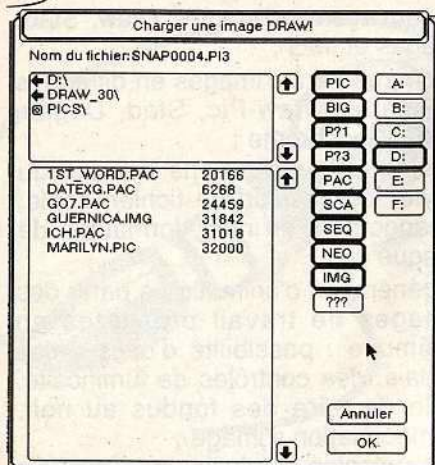 Charger une image DRAW!
Nom du fichier:SNAP0004.PI3
D:\
DRAW_30\
PICS\
1ST_WORD.PAC 20166
DATEXG.PAC 6268
GO7.PAC 24459
GUERNICA.IMG 31842
ICH.PAC 31018
MARILYN.PIC 32000
PIC A:
BIG B:
P?1 C:
P?3 D:
PAC E:
SCA F:
SEQ
NEO
IMG
???
Annuler
OK